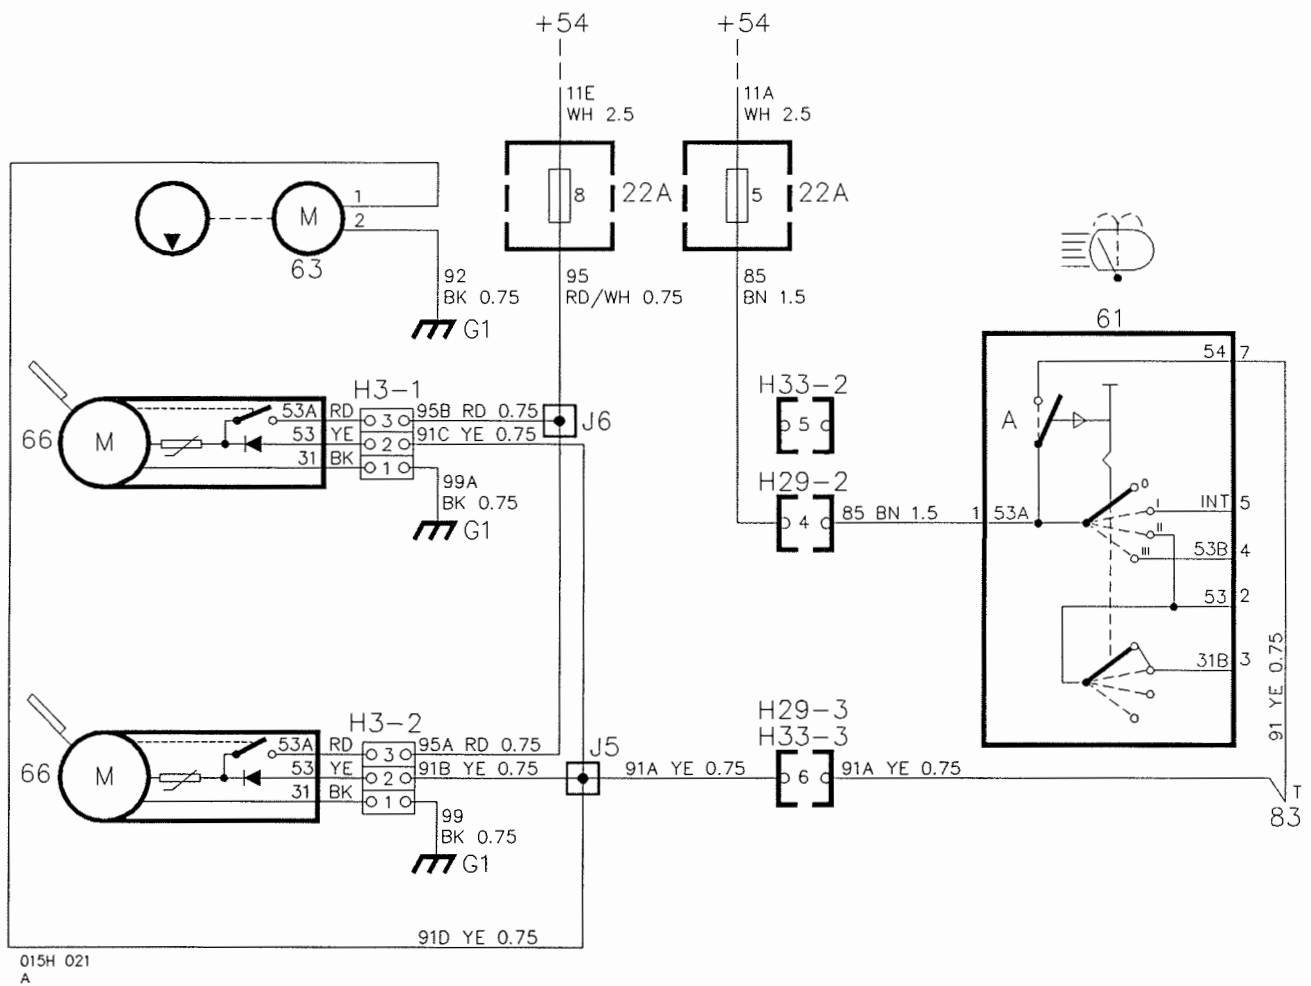 +54 +54
11E 11A
WH 2.5 WH 2.5
8 22A 5 22A
1
M
2
63
92 95 85
BK 0.75 RD/WH 0.75 BN 1.5
G1
61
54 7
H3-1 H33-2
53A RD 3 95B RD 0.75 J6 5 A
66 M 53 YE 2 91C YE 0.75
31 BK 1
99A H29-2
BK 0.75
G1
4 85 BN 1.5 1 53A
0
I INT 5
II
III 53B 4
53 2
31B 3
91 YE 0.75
H3-2 H29-3
H33-3
53A RD 3 95A RD 0.75 J5
66 M 53 YE 2 91B YE 0.75 91A YE 0.75 6 91A YE 0.75
31 BK 1
T
83
99
BK 0.75
G1
91D YE 0.75
015H 021
A